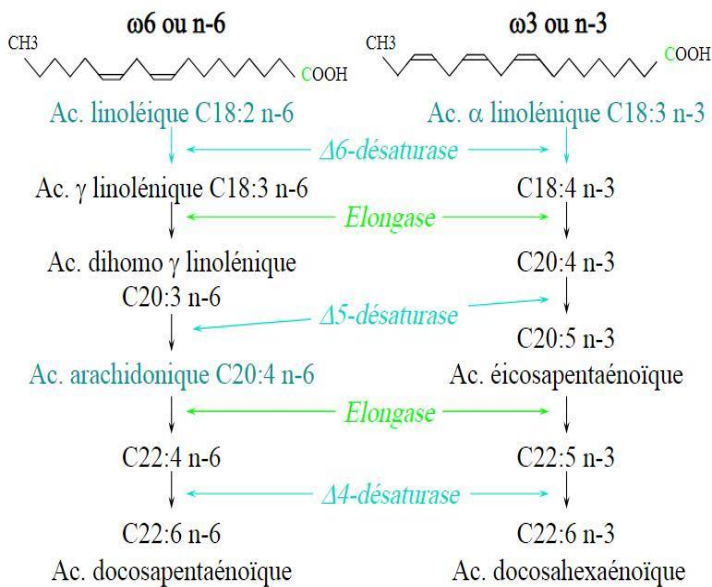 ω6 ou n-6
CH3
COOH
Ac. linoléique C18:2 n-6
ω3 ou n-3
CH3
COOH
Ac. α linolénique C18:3 n-3
Δ6-désaturase
Ac. γ linolénique C18:3 n-6
C18:4 n-3
Elongase
Ac. dihomo γ linolénique
C20:3 n-6
C20:4 n-3
Δ5-désaturase
Ac. arachidonique C20:4 n-6
C20:5 n-3
Ac. éicosapentaénoïque
Elongase
C22:4 n-6
C22:5 n-3
Δ4-désaturase
C22:6 n-6
Ac. docosapentaénoïque
C22:6 n-3
Ac. docosahexaénoïque